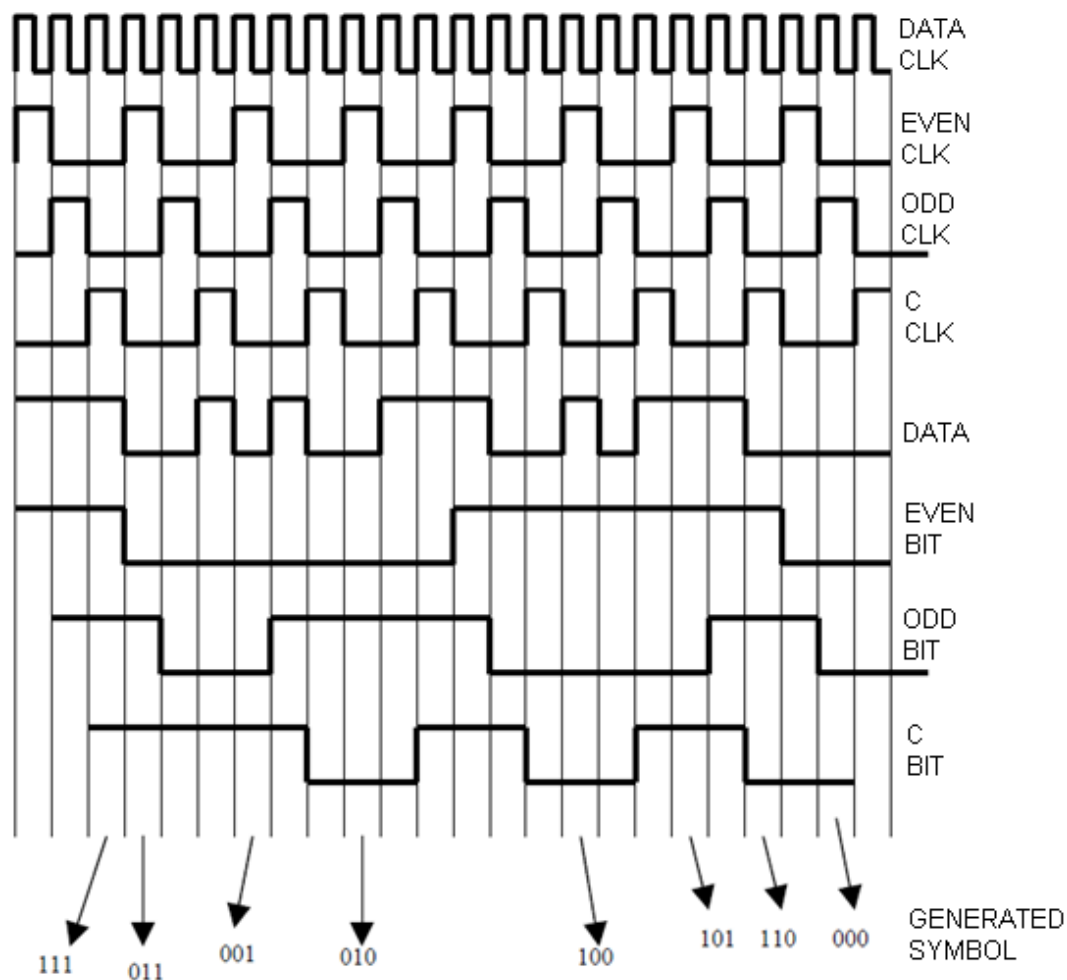 DATA
CLK
EVEN
CLK
ODD
CLK
C
CLK
DATA
EVEN
BIT
ODD
BIT
C
BIT
111
011
001
010
100
101
110
000
GENERATED
SYMBOL